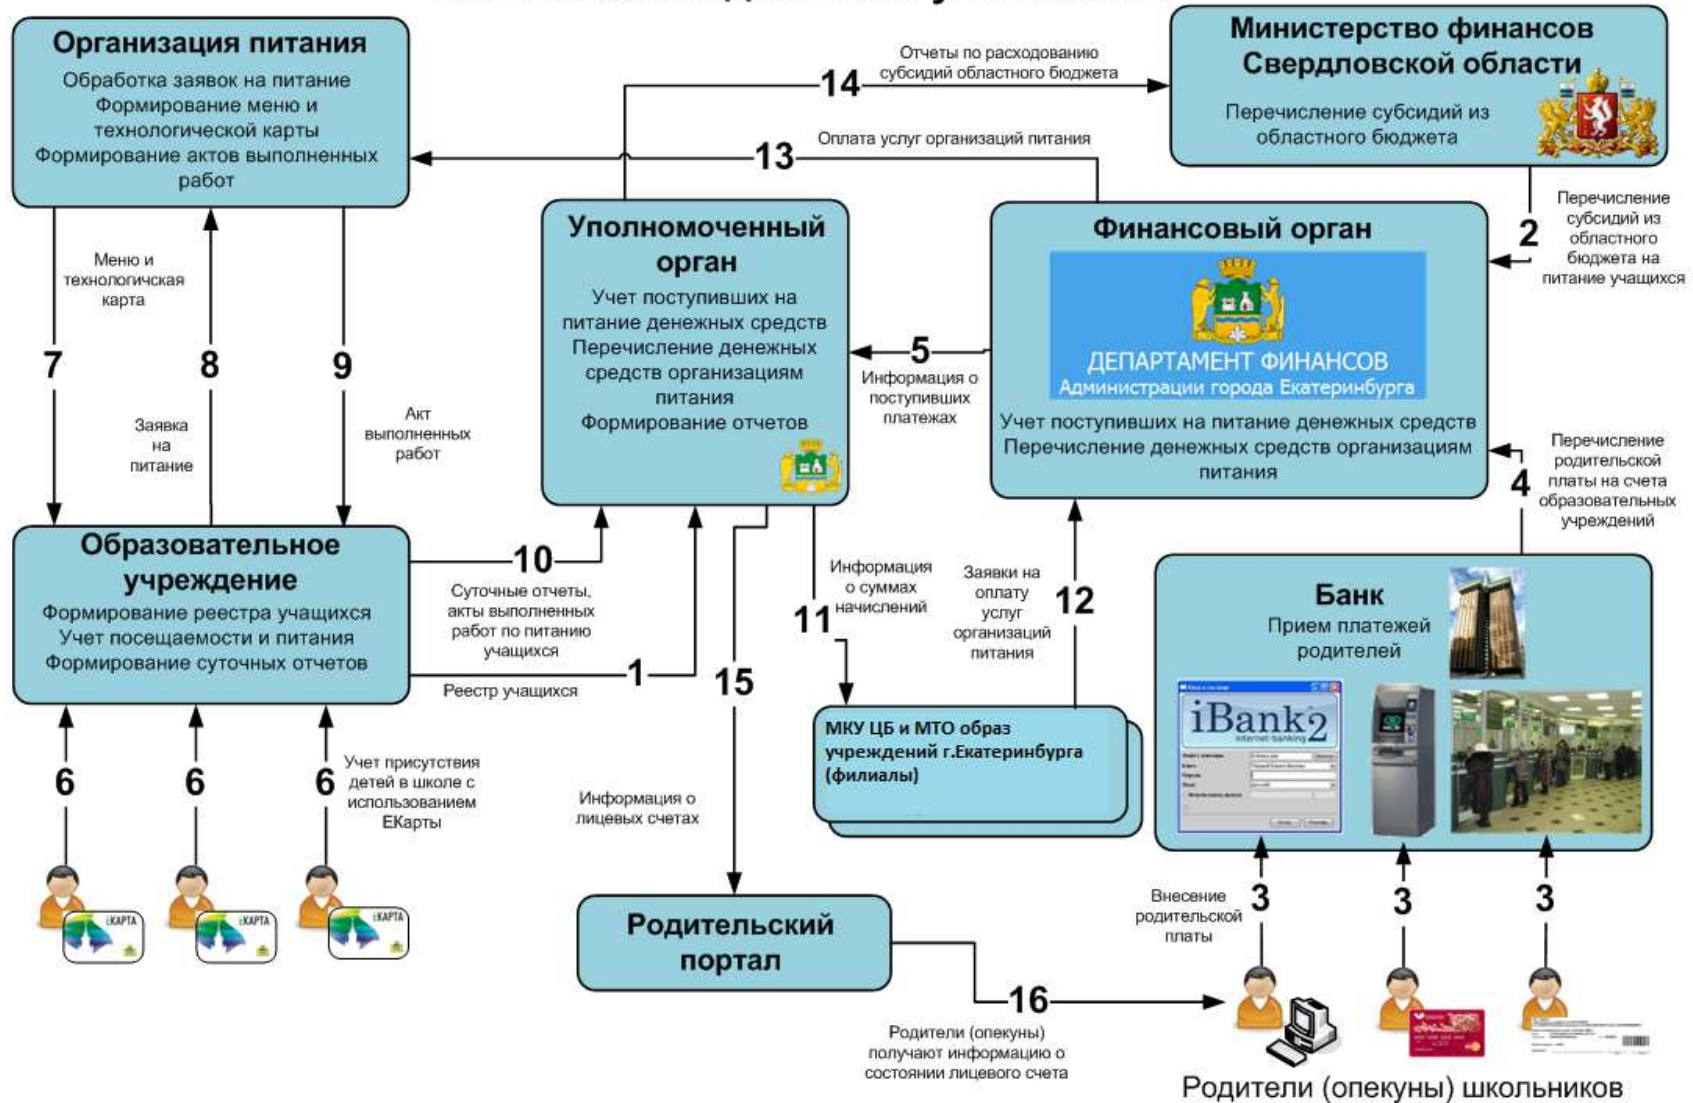 Организация питания
Обработка заявок на питание
Формирование меню и
технологической карты
Формирование актов выполненных
работ
14
Отчеты по расходованию
субсидий областного бюджета
Министерство финансов
Свердловской области
Перечисление субсидий из
областного бюджета
13
Оплата услуг организаций питания
2
Перечисление
субсидий из
областного
бюджета на
питание учащихся
Меню и
технологичская
карта
7
8
9
Заявка
на
питание
Акт
выполненных
работ
Уполномоченный
орган
Учет поступивших на
питание денежных средств
Перечисление денежных
средств организациям
питания
Формирование отчетов
5
Информация о
поступивших
платежах
Финансовый орган
ДЕПАРТАМЕНТ ФИНАНСОВ
Администрации города Екатеринбурга
Учет поступивших на питание денежных средств
Перечисление денежных средств организациям
питания
4
Перечисление
родительской
платы на счета
образовательных
учреждений
Образовательное
учреждение
Формирование реестра учащихся
Учет посещаемости и питания
Формирование суточных отчетов
10
Суточные отчеты,
акты выполненных
работ по питанию
учащихся
1
Реестр учащихся
15
11
Информация
о суммах
начислений
Заявки на
оплату
услуг
организаций
питания
12
Банк
Прием платежей
родителей
iBank2
internet-banking
МКУ ЦБ и МТО образ
учреждений г.Екатеринбурга
(филиалы)
6
6
6
Учет присутствия
детей в школе с
использованием
ЕКарты
ЕКАРТА
ЕКАРТА
ЕКАРТА
Информация о
лицевых счетах
Родительский
портал
16
Родители (опекуны)
получают информацию о
состоянии лицевого счета
Внесение
родительской
платы
3
3
3
Родители (опекуны) школьников